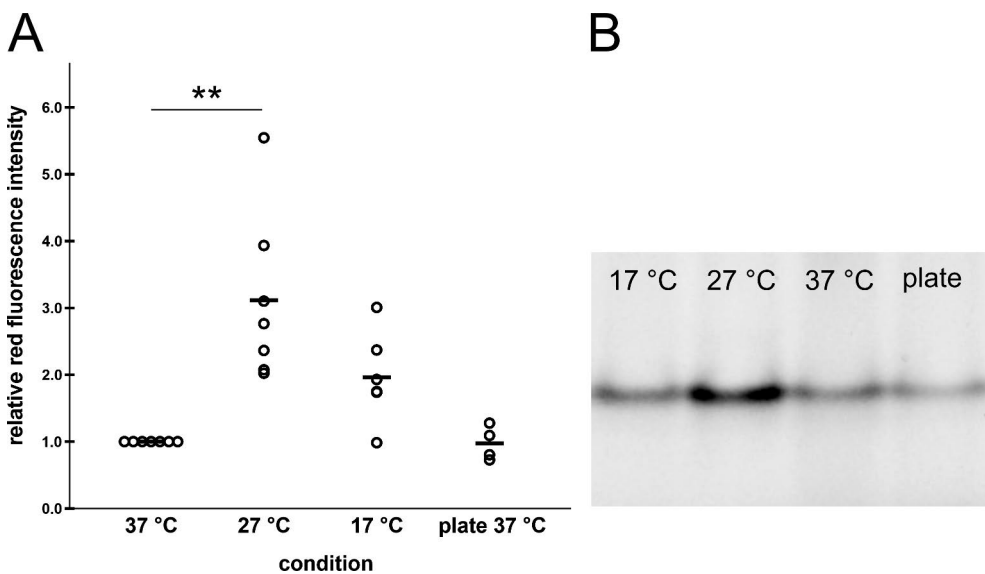 A
relative red fluorescence intensity
6.0
5.0
4.0
3.0
2.0
1.0
0.0
**
37 °C 27 °C 17 °C plate 37 °C
condition
B
17 °C 27 °C 37 °C plate